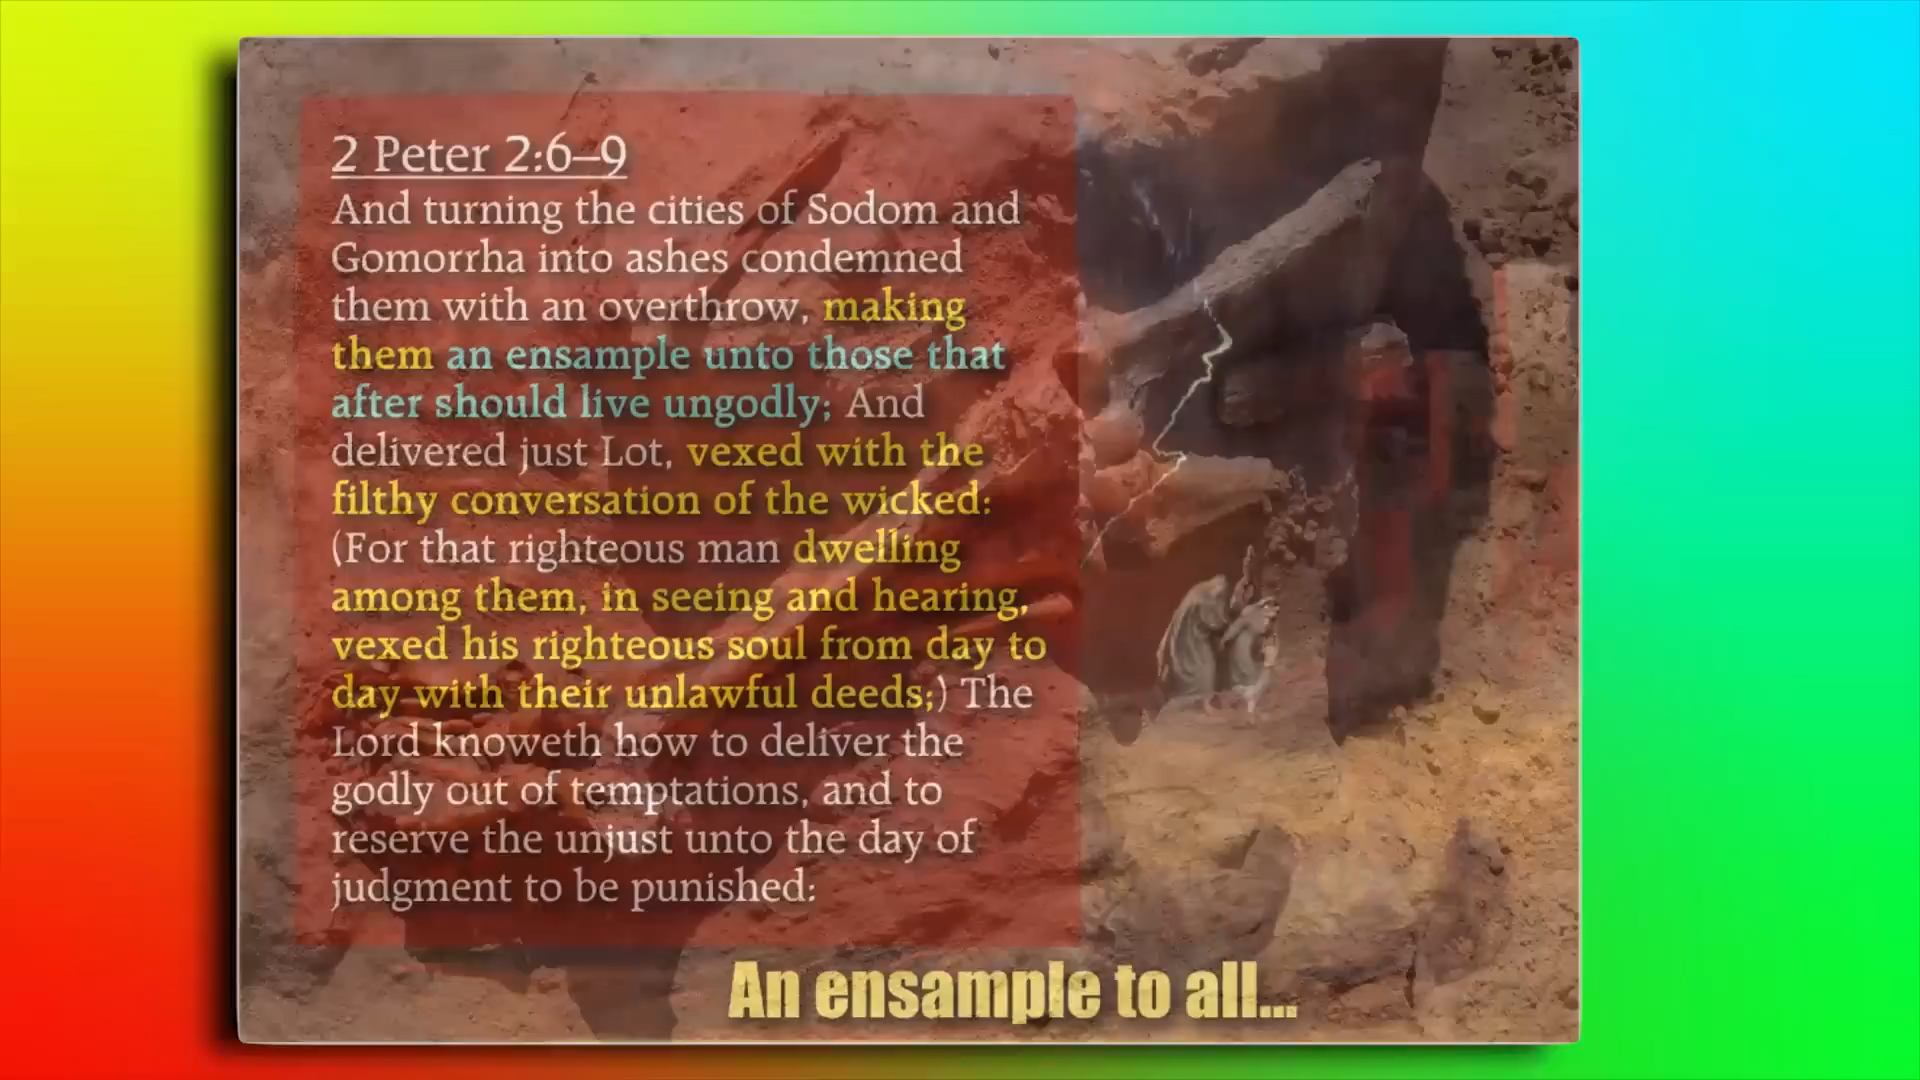 2 Peter 2:6–9
And turning the cities of Sodom and
Gomorrha into ashes condemned
them with an overthrow, making
them an ensample unto those that
after should live ungodly; And
delivered just Lot, vexed with the
filthy conversation of the wicked:
(For that righteous man dwelling
among them, in seeing and hearing,
vexed his righteous soul from day to
day with their unlawful deeds;) The
Lord knoweth how to deliver the
godly out of temptations, and to
reserve the unjust unto the day of
judgment to be punished:
An ensample to all...